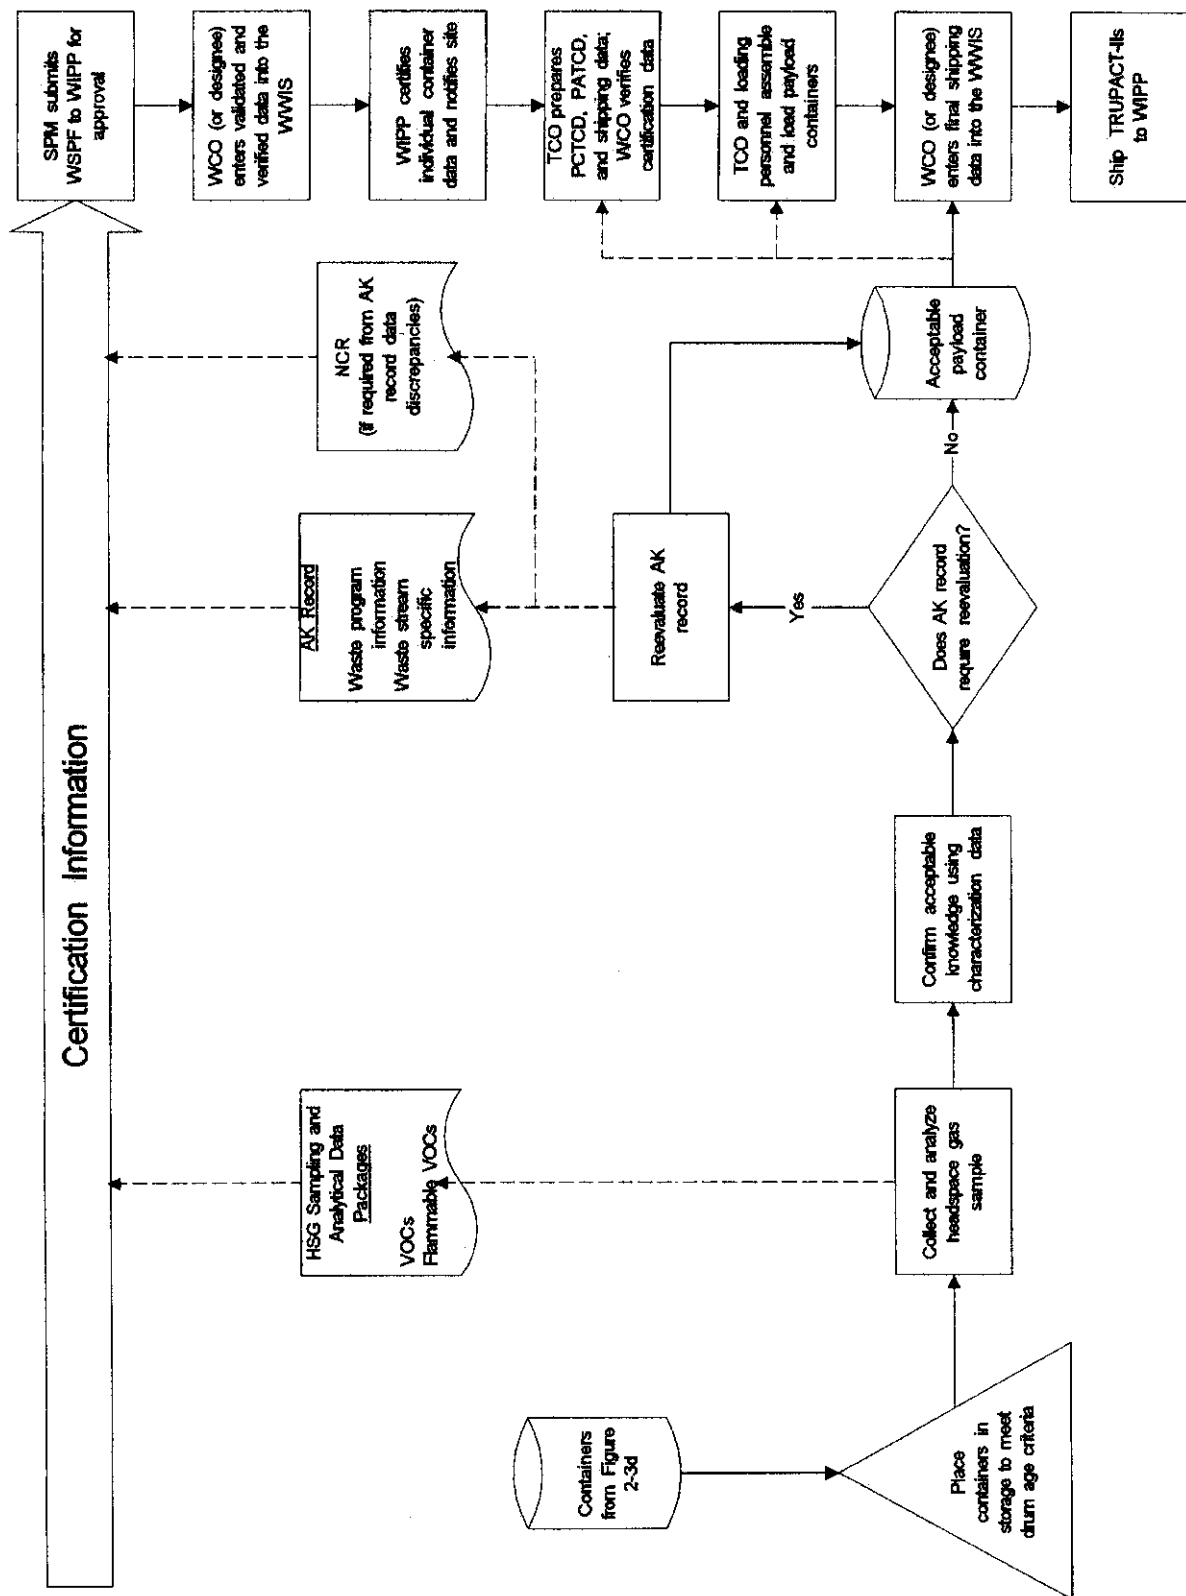 Certification Information
SPM submits
WSPF to WIPP for
approval
WCO (or designee)
enters validated and
verified data into the
WWIS
WIPP certifies
individual container
data and notifies site
TCO prepares
PCTCD, PATCD,
and shipping data;
WCO verifies
certification data
TCO and loading
personnel assemble
and load payload
containers
WCO (or designee)
enters final shipping
data into the WWIS
Ship TRUPACT-IIs
to WIPP
HSG Sampling and
Analytical Data
Packages
VOCs
Flammable VOCs
AK Record
Waste program
information
Waste stream
specific
information
NCR
(if required from AK
record data
discrepancies)
Containers
from Figure
2-3d
Place
containers in
storage to meet
drum age criteria
Collect and analyze
headspace gas
sample
Confirm acceptable
knowledge using
characterization data
Does AK record
require reevaluation?
Yes
No
Reevaluate AK
record
Acceptable
payload
container